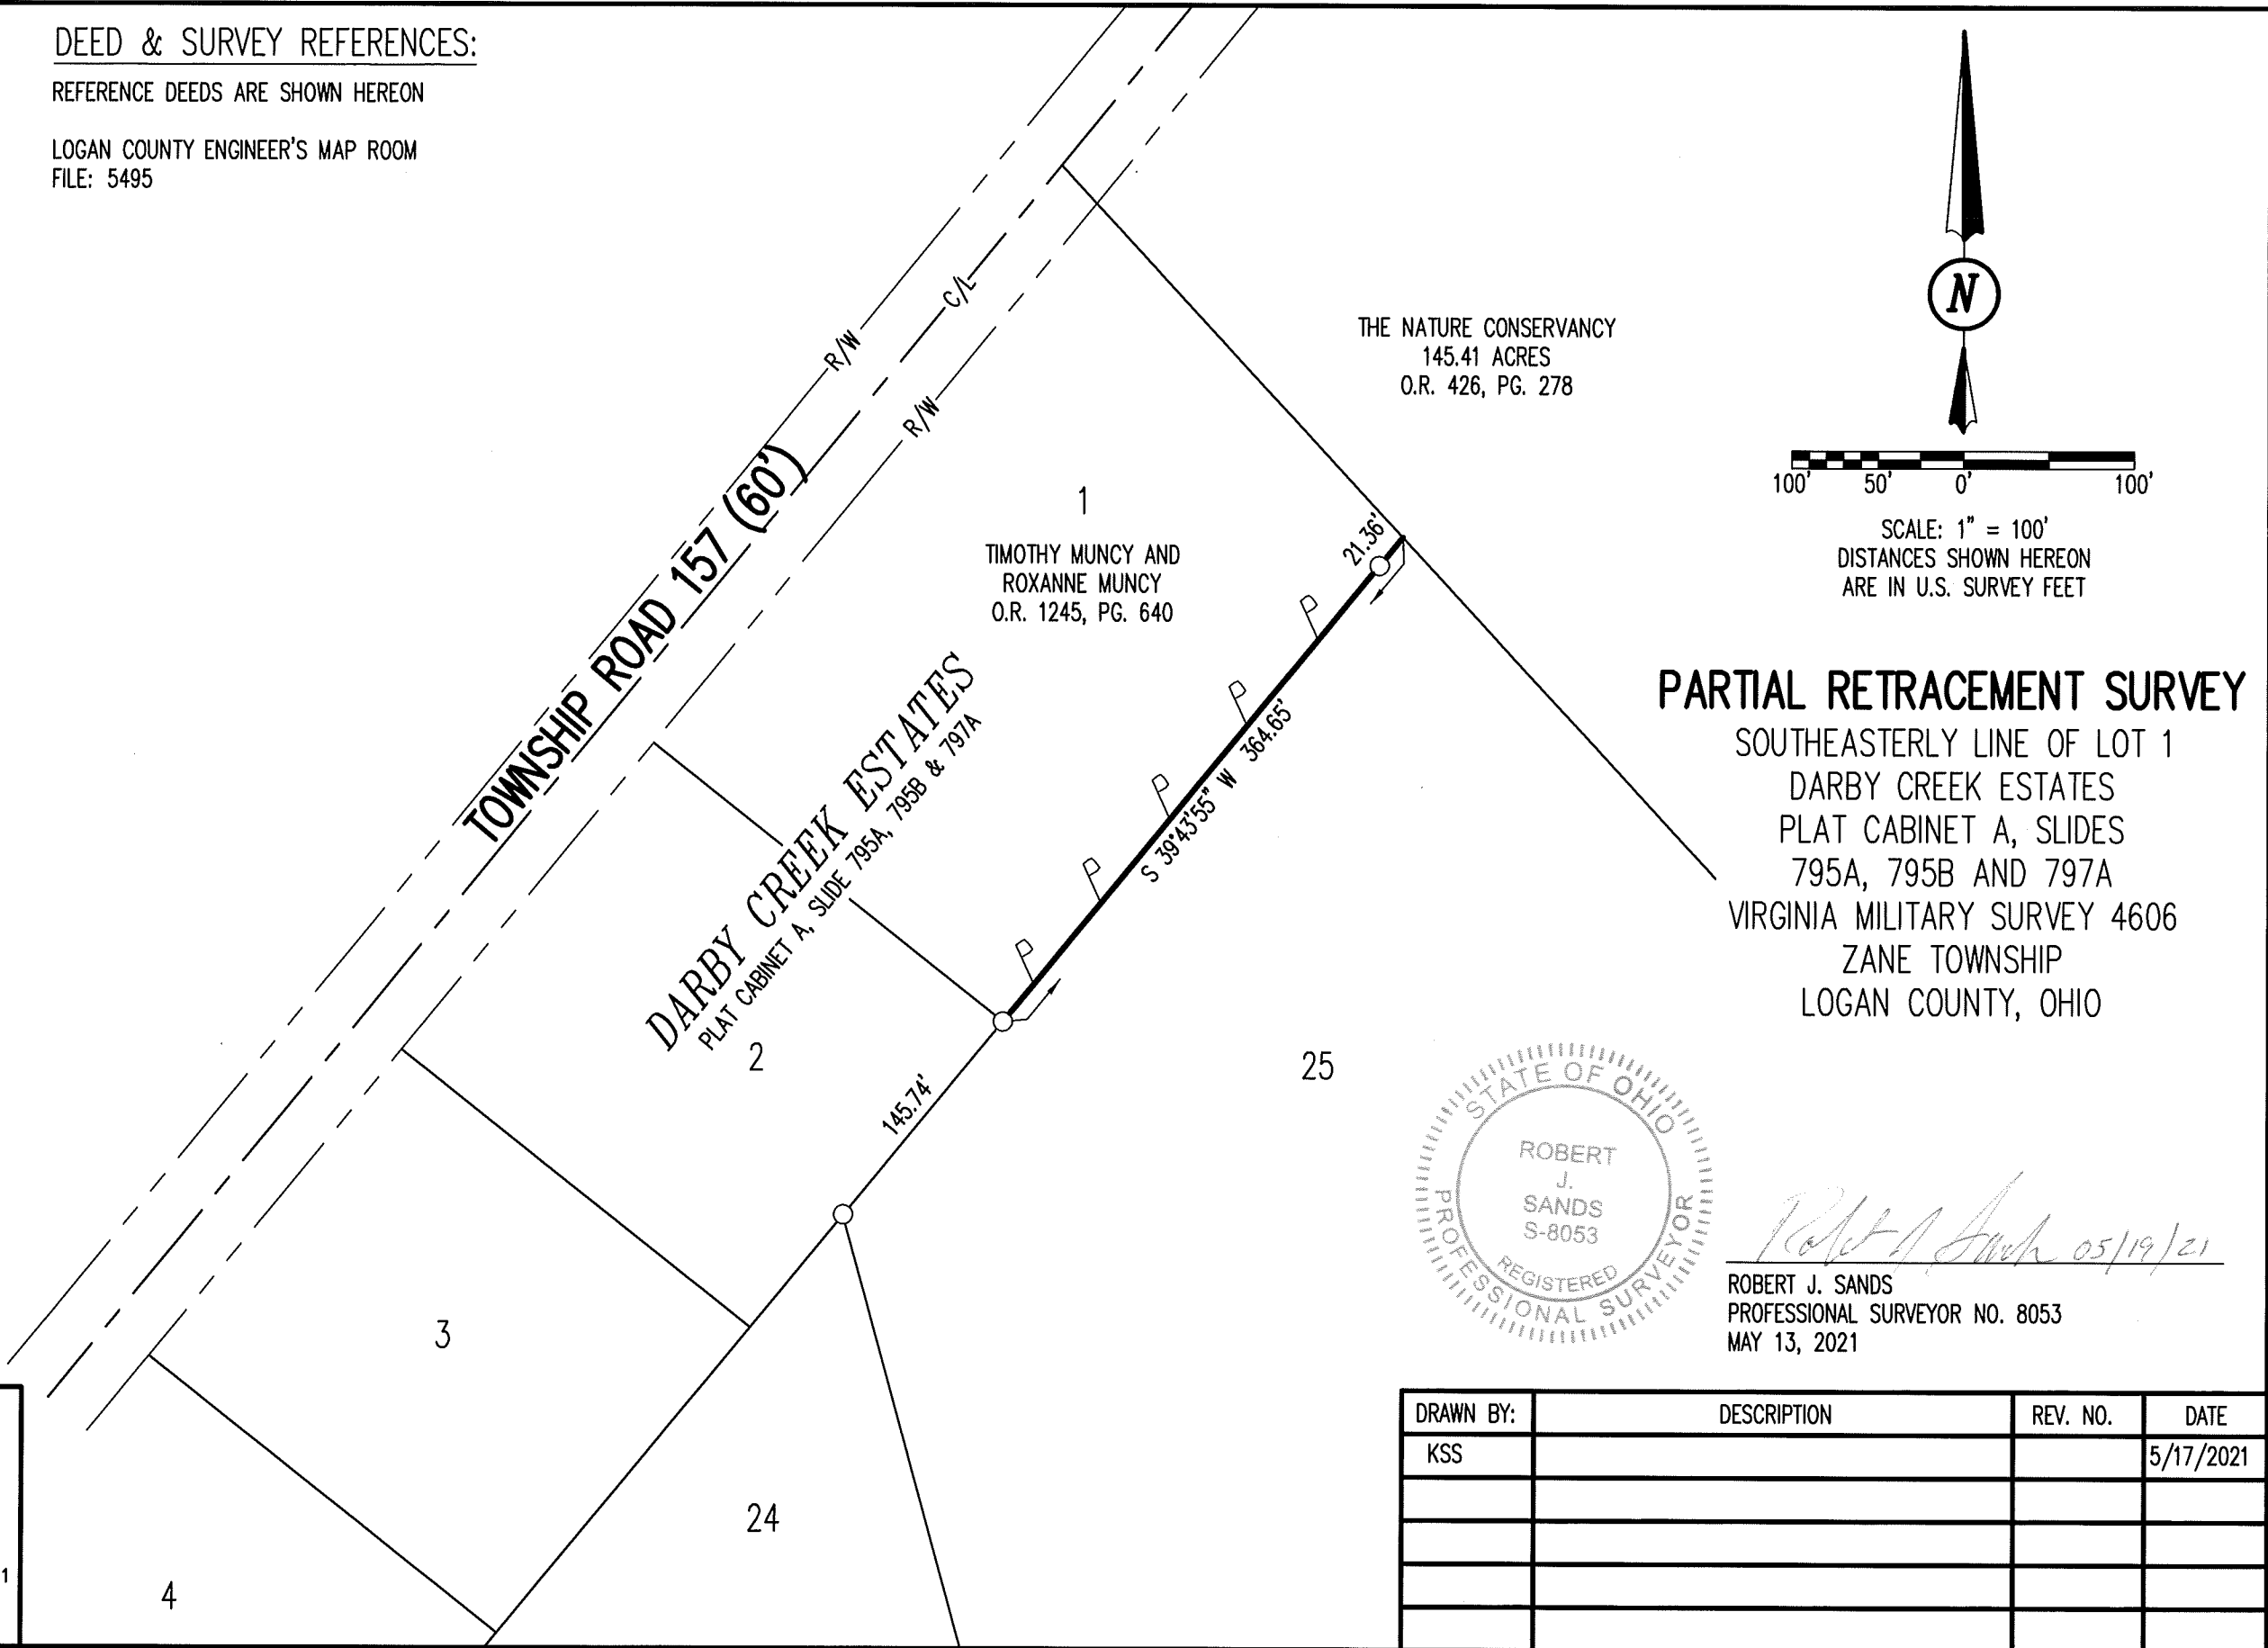 DEED & SURVEY REFERENCES:
REFERENCE DEEDS ARE SHOWN HEREON
LOGAN COUNTY ENGINEER'S MAP ROOM
FILE: 5495
R/W
C/L
R/W
TOWNSHIP ROAD 157 (60')
THE NATURE CONSERVANCY
145.41 ACRES
O.R. 426, PG. 278
N
100' 50' 0' 100'
SCALE: 1" = 100'
DISTANCES SHOWN HEREON
ARE IN U.S. SURVEY FEET
1
TIMOTHY MUNCY AND
ROXANNE MUNCY
O.R. 1245, PG. 640
21.36'
S 39°43'55" W 364.65'
DARBY CREEK ESTATES
PLAT CABINET A, SLIDE 795A, 795B & 797A
PARTIAL RETRACEMENT SURVEY
SOUTHEASTERLY LINE OF LOT 1
DARBY CREEK ESTATES
PLAT CABINET A, SLIDES
795A, 795B AND 797A
VIRGINIA MILITARY SURVEY 4606
ZANE TOWNSHIP
LOGAN COUNTY, OHIO
2
145.74'
25
3
24
4
1
STATE OF OHIO
ROBERT
J.
SANDS
S-8053
REGISTERED
PROFESSIONAL SURVEYOR
Robert J. Sands 05/19/21
ROBERT J. SANDS
PROFESSIONAL SURVEYOR NO. 8053
MAY 13, 2021
DRAWN BY: DESCRIPTION REV. NO. DATE
KSS 5/17/2021